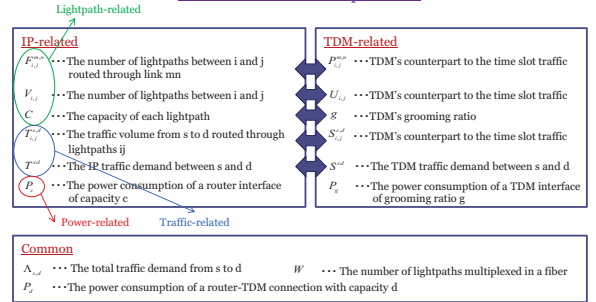 Lightpath-related
IP-related
F_{i,j}^{m,n} ···The number of lightpaths between i and j
routed through link mn
V_{i,j} ···The number of lightpaths between i and j
C ···The capacity of each lightpath
T_{i,j}^{s,d} ···The traffic volume from s to d routed through
lightpaths ij
T^{sd} ···The IP traffic demand between s and d
P_c ···The power consumption of a router interface
of capacity c
Power-related
Traffic-related
TDM-related
P_{i,j}^{m,n} ···TDM's counterpart to the time slot traffic
U_{i,j} ···TDM's counterpart to the time slot traffic
g ···TDM's grooming ratio
S_{i,j}^{s,d} ···TDM's counterpart to the time slot traffic
S^{sd} ···The TDM traffic demand between s and d
P_g ···The power consumption of a TDM interface
of grooming ratio g
Common
Λ_{s,d} ···The total traffic demand from s to d
W ···The number of lightpaths multiplexed in a fiber
P_d ···The power consumption of a router-TDM connection with capacity d